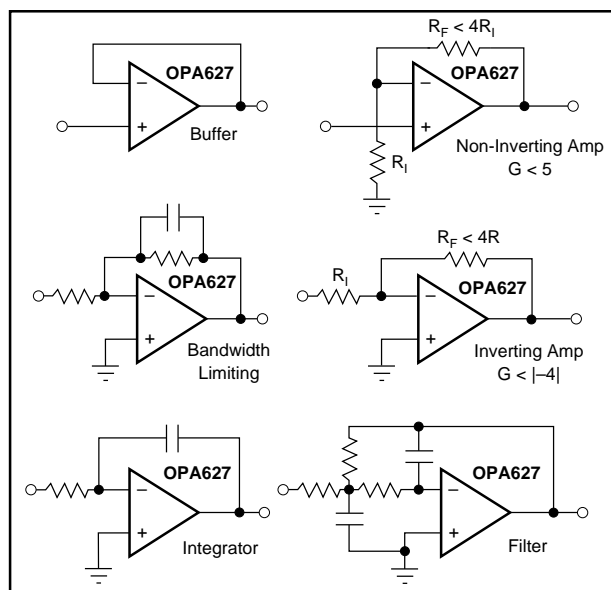 OPA627
Buffer
R_F < 4R_I
OPA627
R_I
Non-Inverting Amp
G < 5
OPA627
Bandwidth
Limiting
R_I
R_F < 4R
OPA627
Inverting Amp
G < |–4|
OPA627
Integrator
OPA627
Filter